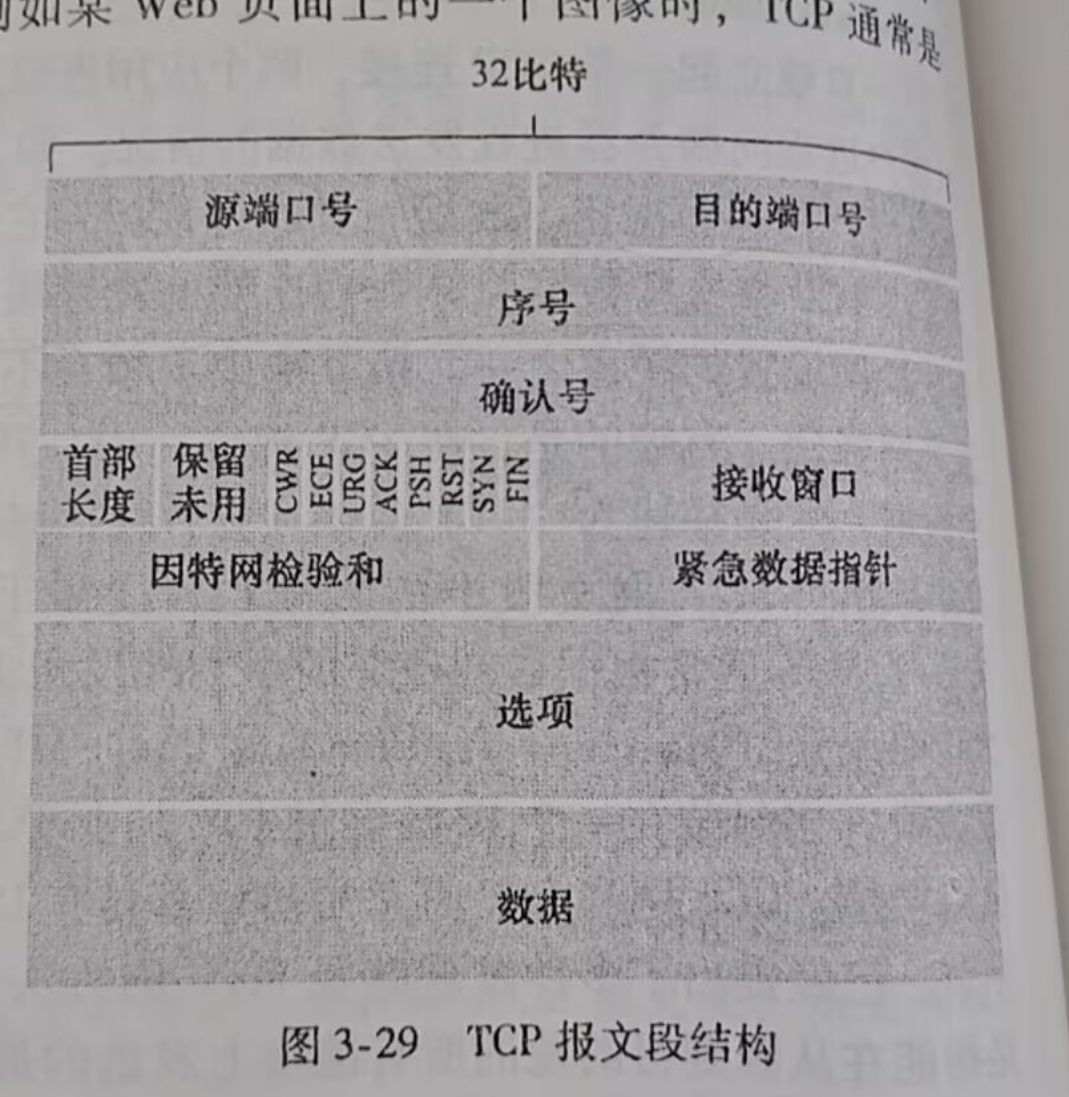 如某 Web 页面上的一个图像时，TCP 通常是
32比特
源端口号 目的端口号
序号
确认号
首部长度 保留未用 CWR ECE URG ACK PSH RST SYN FIN 接收窗口
因特网检验和 紧急数据指针
选项
数据
图 3-29 TCP 报文段结构